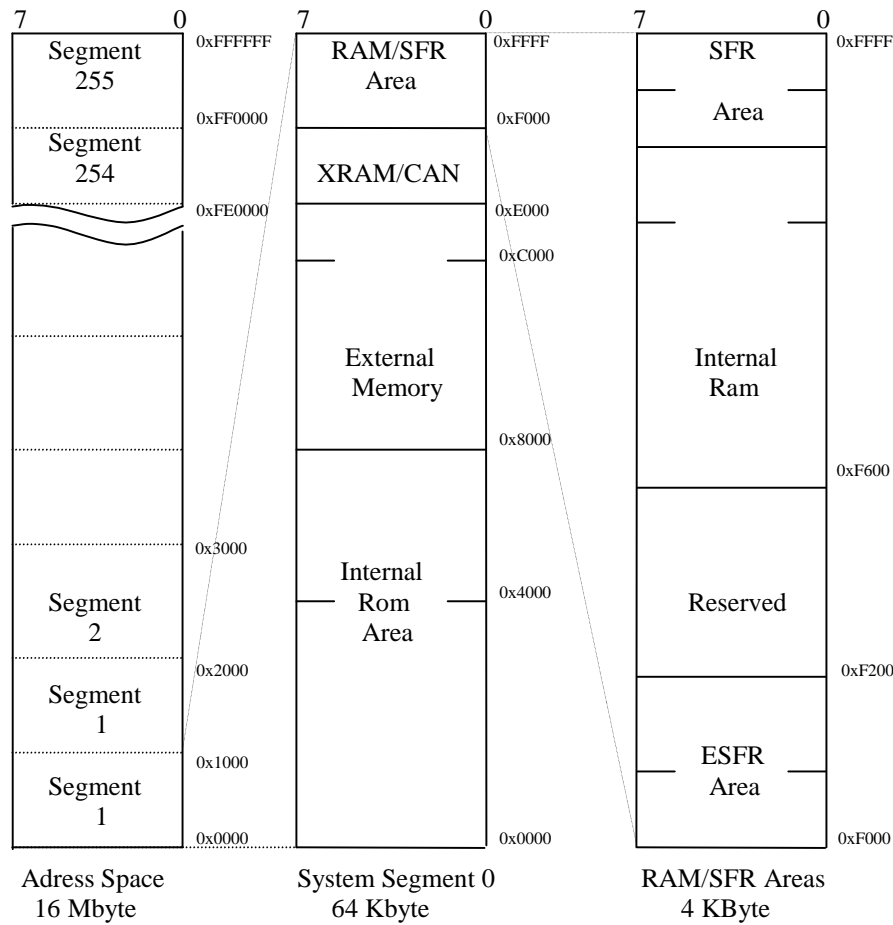 7 0
Segment
255
0xFFFFFF
0xFF0000
Segment
254
0xFE0000
0x3000
Segment
2
0x2000
Segment
1
0x1000
Segment
1
0x0000
Adress Space
16 Mbyte
7 0
RAM/SFR
Area
0xFFFF
0xF000
XRAM/CAN
0xE000
0xC000
External
Memory
0x8000
Internal
Rom
Area
0x4000
0x0000
System Segment 0
64 Kbyte
7 0
SFR
Area
0xFFFF
Internal
Ram
0xF600
Reserved
0xF200
ESFR
Area
0xF000
RAM/SFR Areas
4 KByte